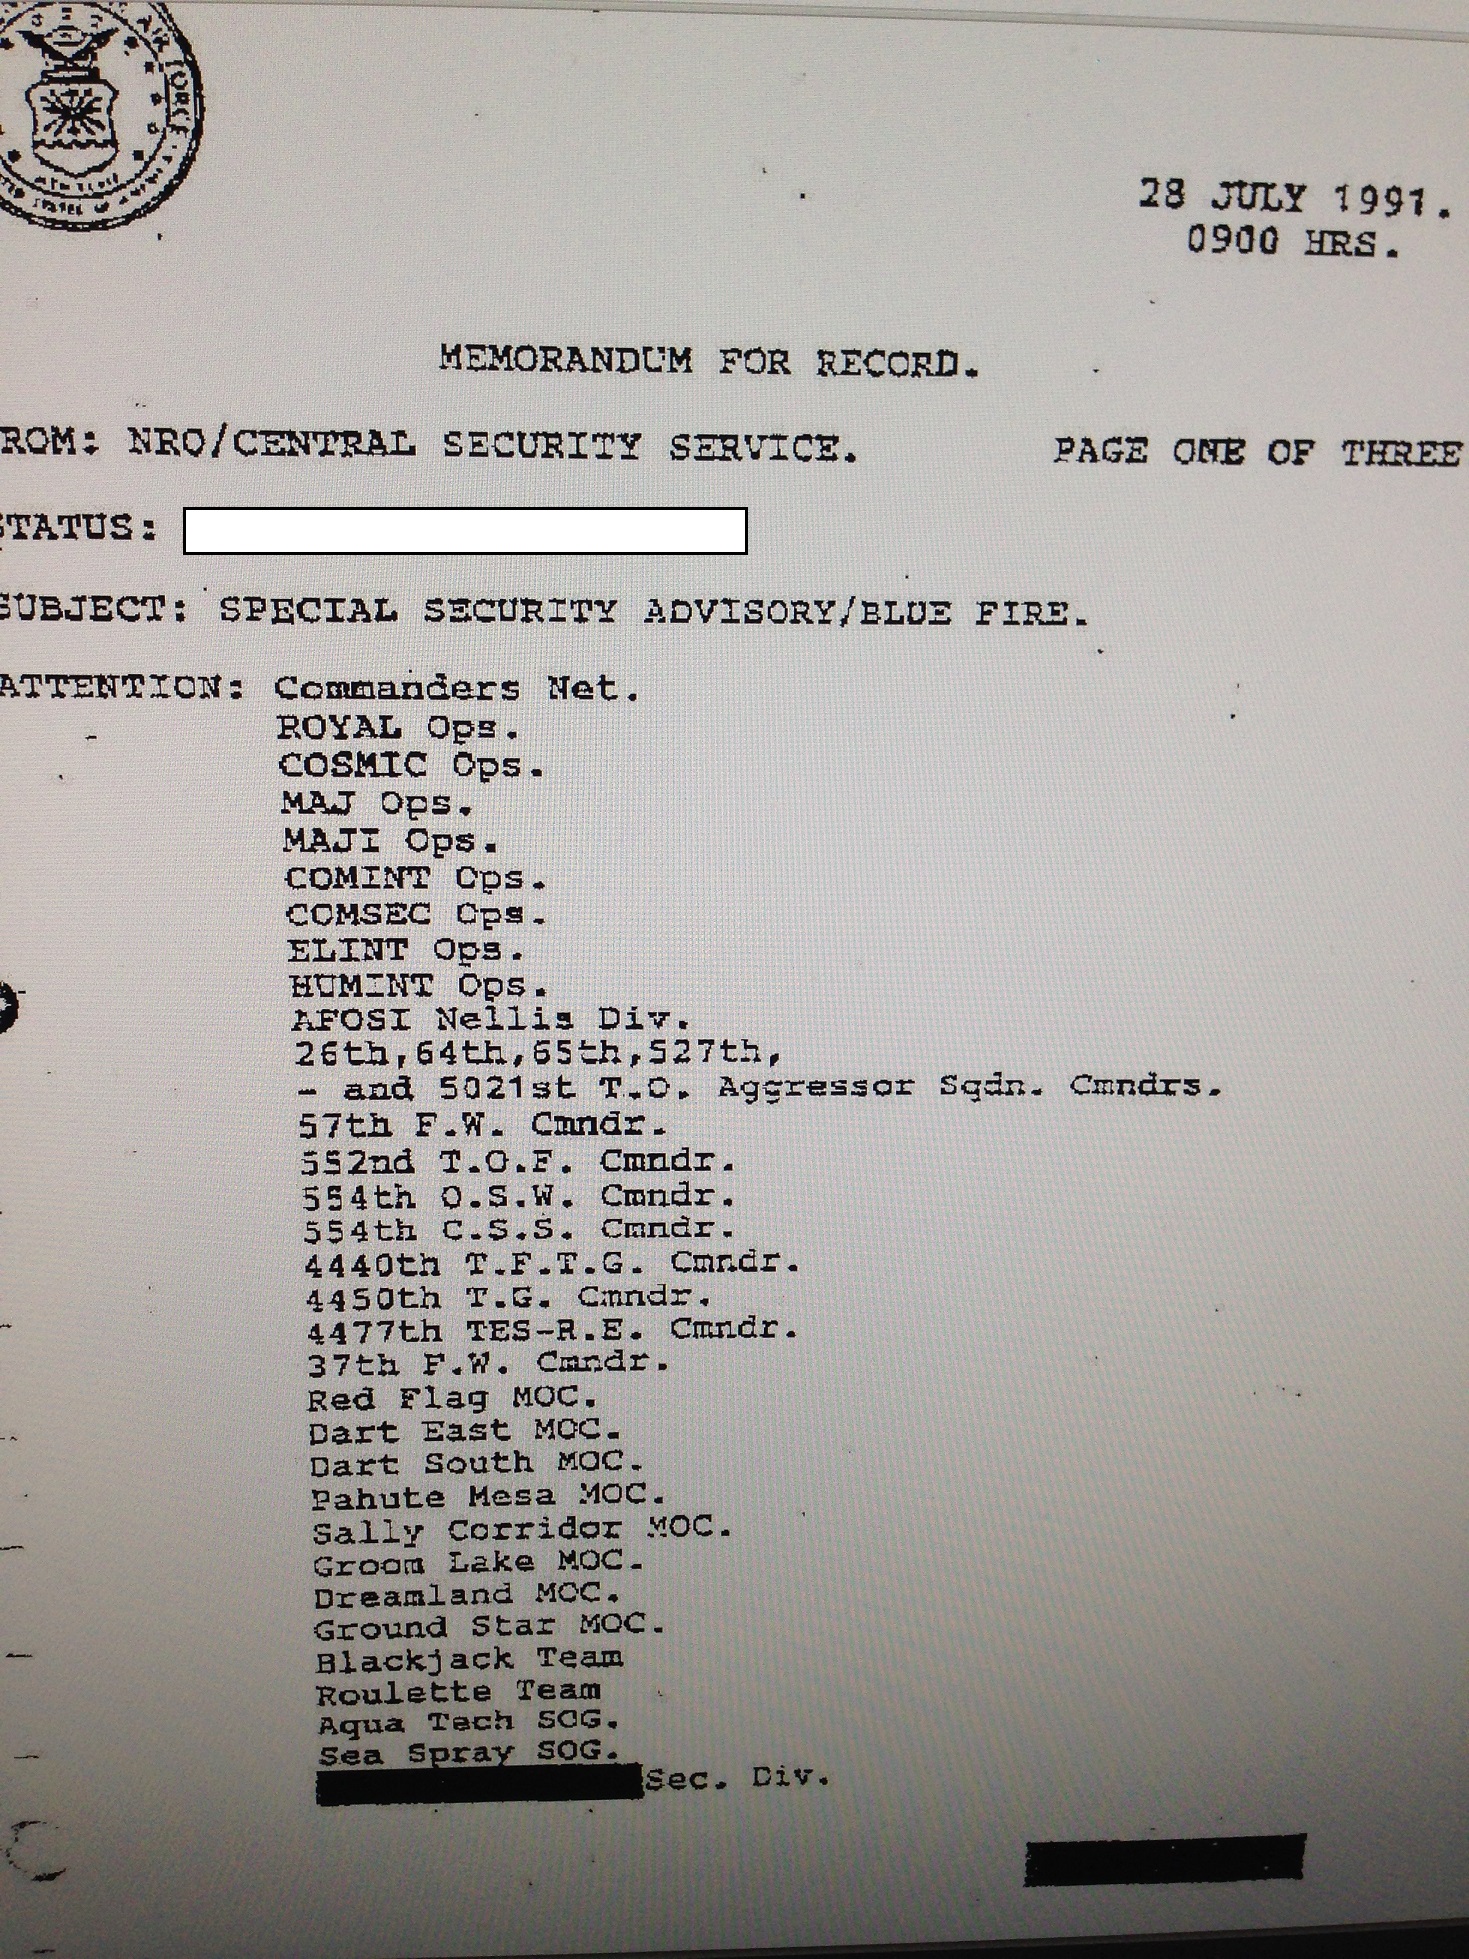 28 JULY 1991.
0900 HRS.
MEMORANDUM FOR RECORD.
ROM: NRO/CENTRAL SECURITY SERVICE. PAGE ONE OF THREE
STATUS:
SUBJECT: SPECIAL SECURITY ADVISORY/BLUE FIRE.
ATTENTION: Commanders Net.
ROYAL Ops.
COSMIC Ops.
MAJ Ops.
MAJI Ops.
COMINT Ops.
COMSEC Ops.
ELINT Ops.
HUMINT Ops.
AFOSI Nellis Div.
26th,64th,65th,527th,
- and 5021st T.O. Aggressor Sqdn. Cmndrs.
57th F.W. Cmndr.
552nd T.O.F. Cmndr.
554th O.S.W. Cmndr.
554th C.S.S. Cmndr.
4440th T.F.T.G. Cmndr.
4450th T.G. Cmndr.
4477th TES-R.E. Cmndr.
37th F.W. Cmndr.
Red Flag MOC.
Dart East MOC.
Dart South MOC.
Pahute Mesa MOC.
Sally Corridor MOC.
Groom Lake MOC.
Dreamland MOC.
Ground Star MOC.
Blackjack Team
Roulette Team
Aqua Tech SOG.
Sea Spray SOG.
Sec. Div.